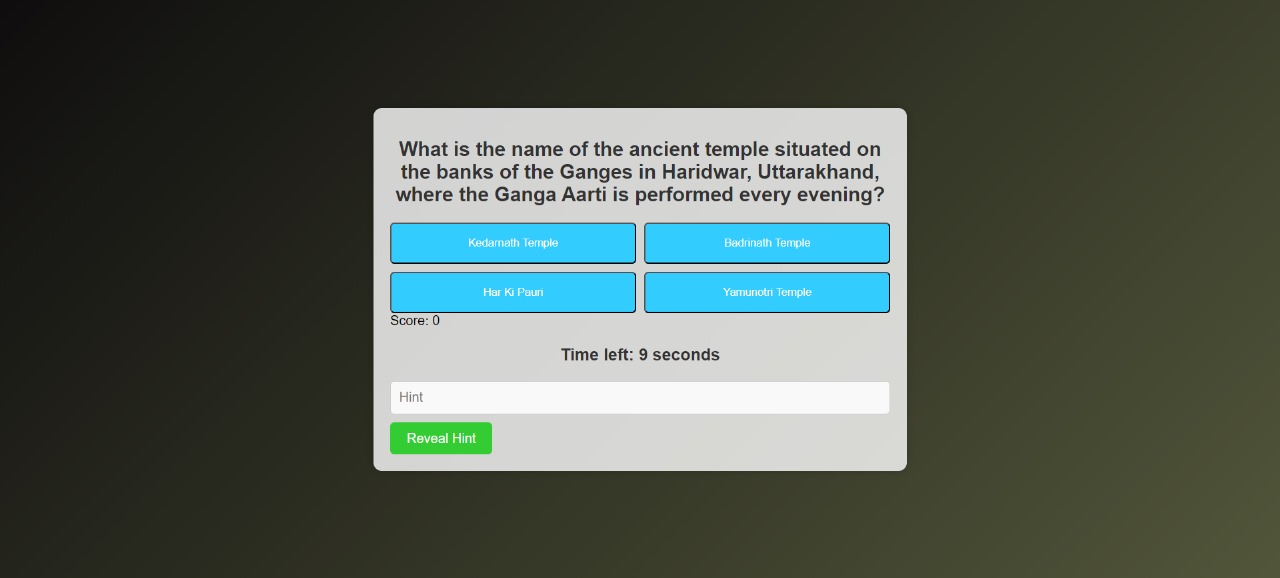 What is the name of the ancient temple situated on
the banks of the Ganges in Haridwar, Uttarakhand,
where the Ganga Aarti is performed every evening?
Kedarnath Temple
Badrinath Temple
Har Ki Pauri
Yamunotri Temple
Score: 0
Time left: 9 seconds
Hint
Reveal Hint